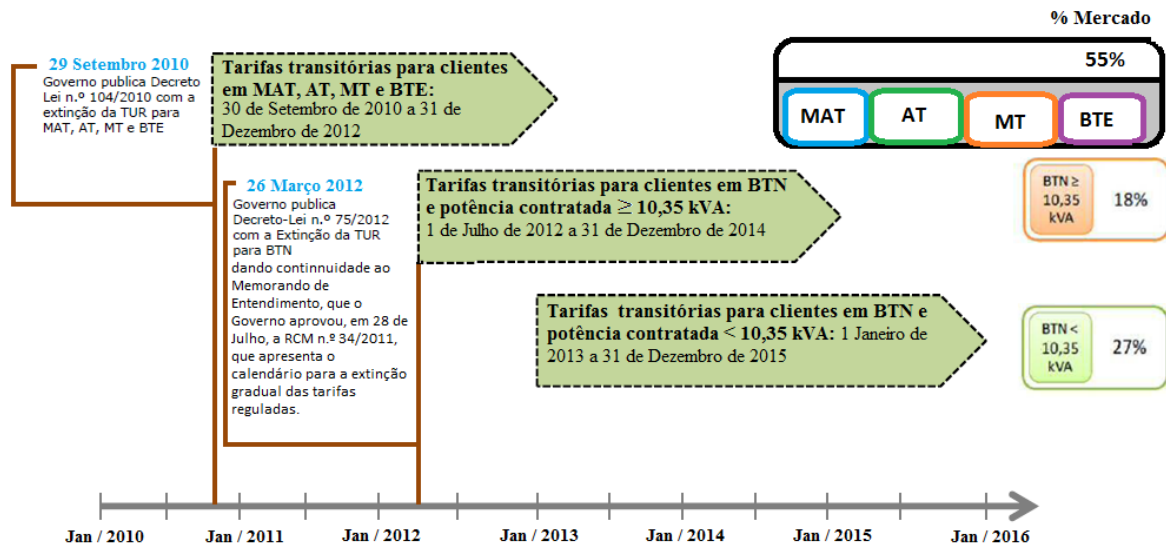 % Mercado
55%
MAT
AT
MT
BTE
29 Setembro 2010
Governo publica Decreto
Lei n.º 104/2010 com a
extinção da TUR para
MAT, AT, MT e BTE
Tarifas transitórias para clientes
em MAT, AT, MT e BTE:
30 de Setembro de 2010 a 31 de
Dezembro de 2012
26 Março 2012
Governo publica
Decreto-Lei n.º 75/2012
com a Extinção da TUR
para BTN
dando continnuidade ao
Memorando de
Entendimento, que o
Governo aprovou, em 28 de
Julho, a RCM n.º 34/2011,
que apresenta o
calendário para a extinção
gradual das tarifas
reguladas.
Tarifas transitórias para clientes em BTN
e potência contratada ≥ 10,35 kVA:
1 de Julho de 2012 a 31 de Dezembro de 2014
BTN ≥
10,35
kVA
18%
Tarifas transitórias para clientes em BTN e
potência contratada < 10,35 kVA: 1 Janeiro de
2013 a 31 de Dezembro de 2015
BTN <
10,35
kVA
27%
Jan / 2010
Jan / 2011
Jan / 2012
Jan / 2013
Jan / 2014
Jan / 2015
Jan / 2016